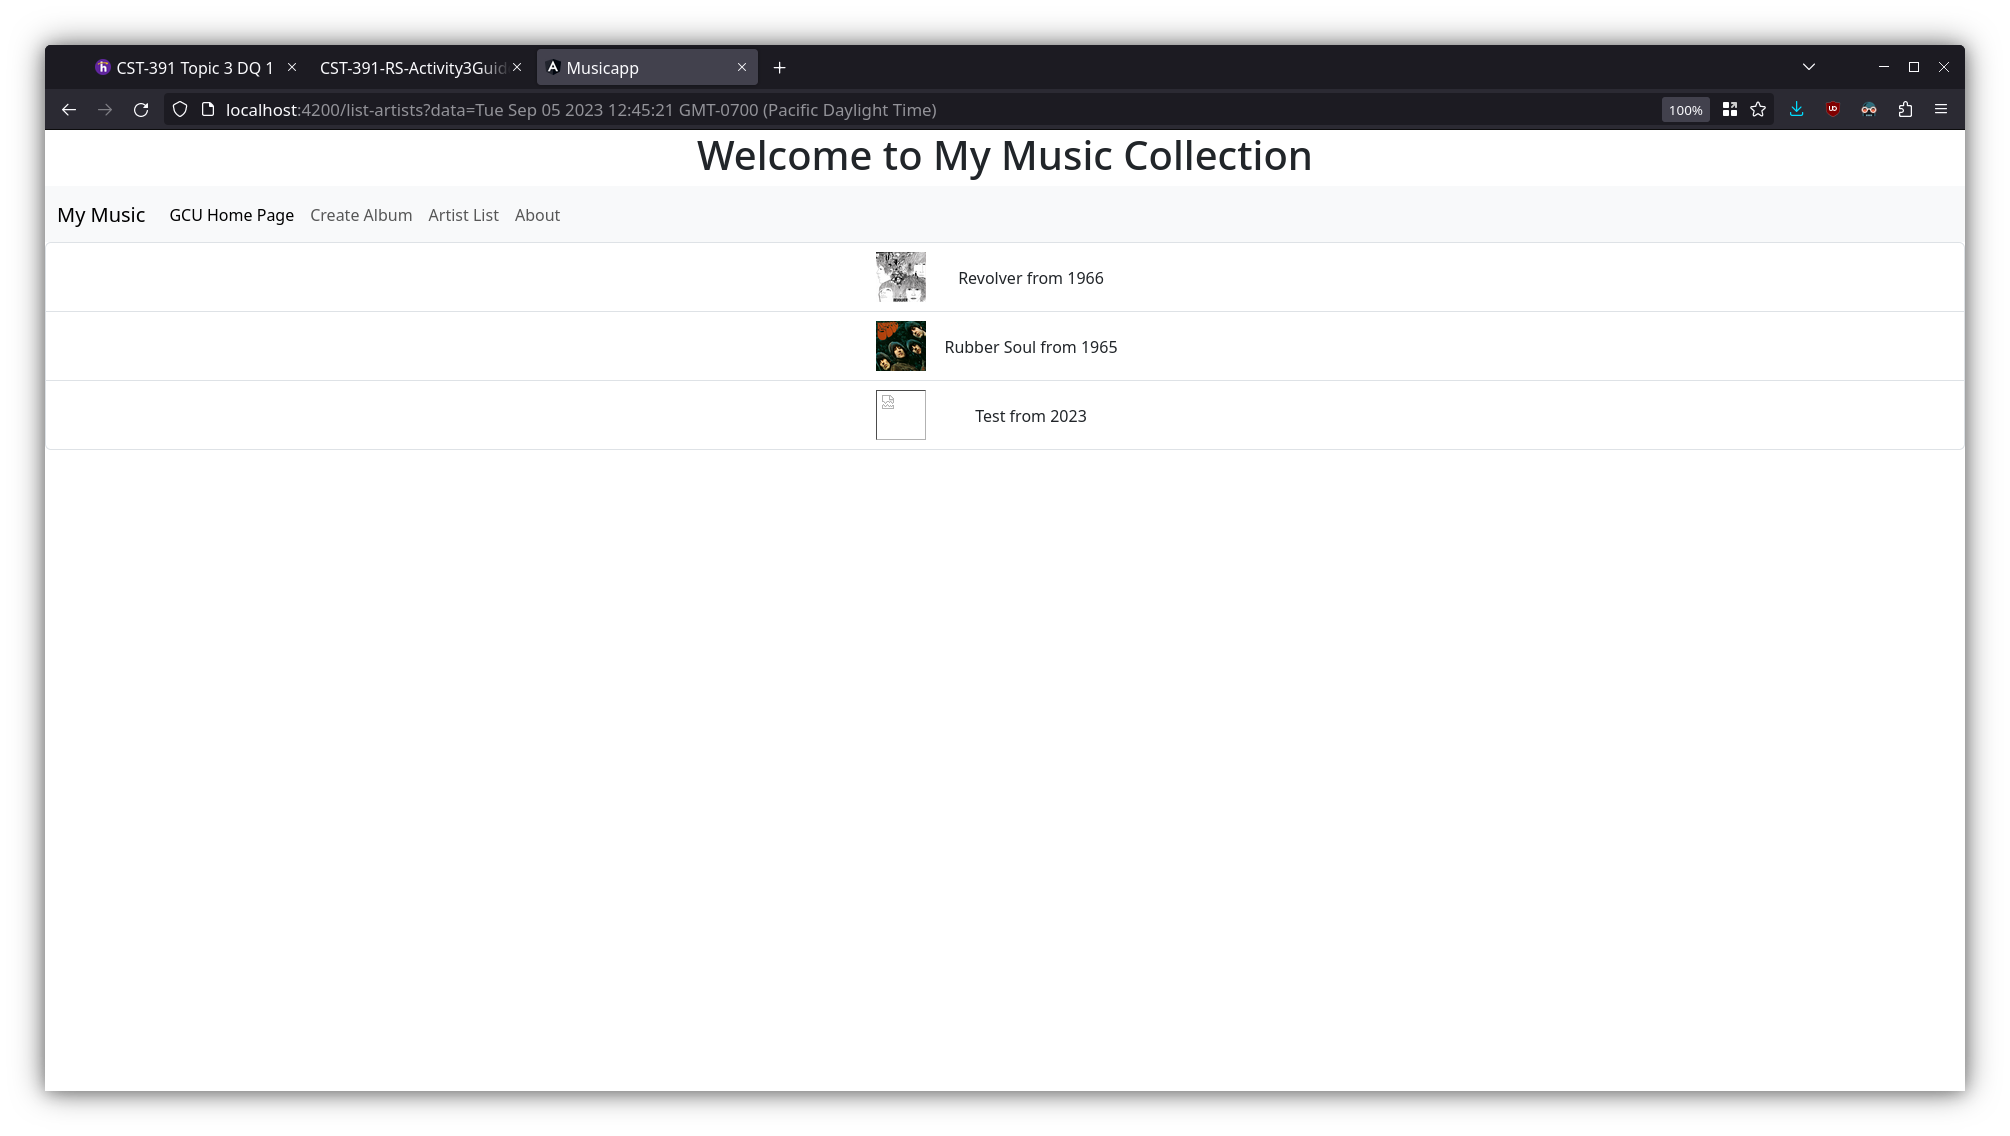 CST-391 Topic 3 DQ 1
CST-391-RS-Activity3Guid
Musicapp
localhost:4200/list-artists?data=Tue Sep 05 2023 12:45:21 GMT-0700 (Pacific Daylight Time)
100%
Welcome to My Music Collection
My Music GCU Home Page Create Album Artist List About
Revolver from 1966
Rubber Soul from 1965
Test from 2023